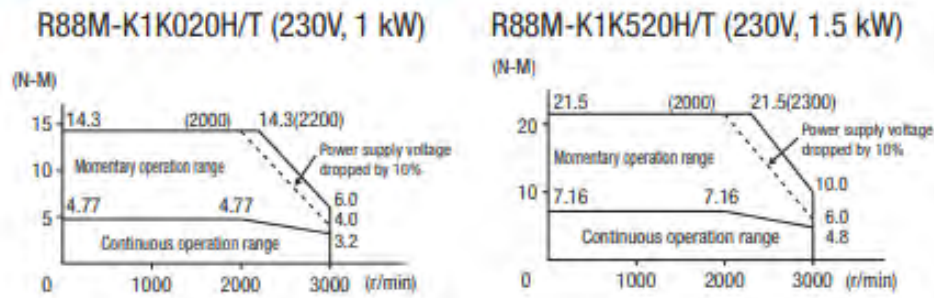 R88M-K1K020H/T (230V, 1 kW)
(N-M)
15
14.3
(2000)
14.3(2200)
Power supply voltage
dropped by 10%
10
Momentary operation range
6.0
4.77
4.77
4.0
5
3.2
Continuous operation range
0
1000
2000
3000
(r/min)
R88M-K1K520H/T (230V, 1.5 kW)
(N-M)
21.5
(2000)
21.5(2300)
20
Power supply voltage
dropped by 10%
Momentary operation range
10.0
10
7.16
7.16
6.0
4.8
Continuous operation range
0
1000
2000
3000
(r/min)